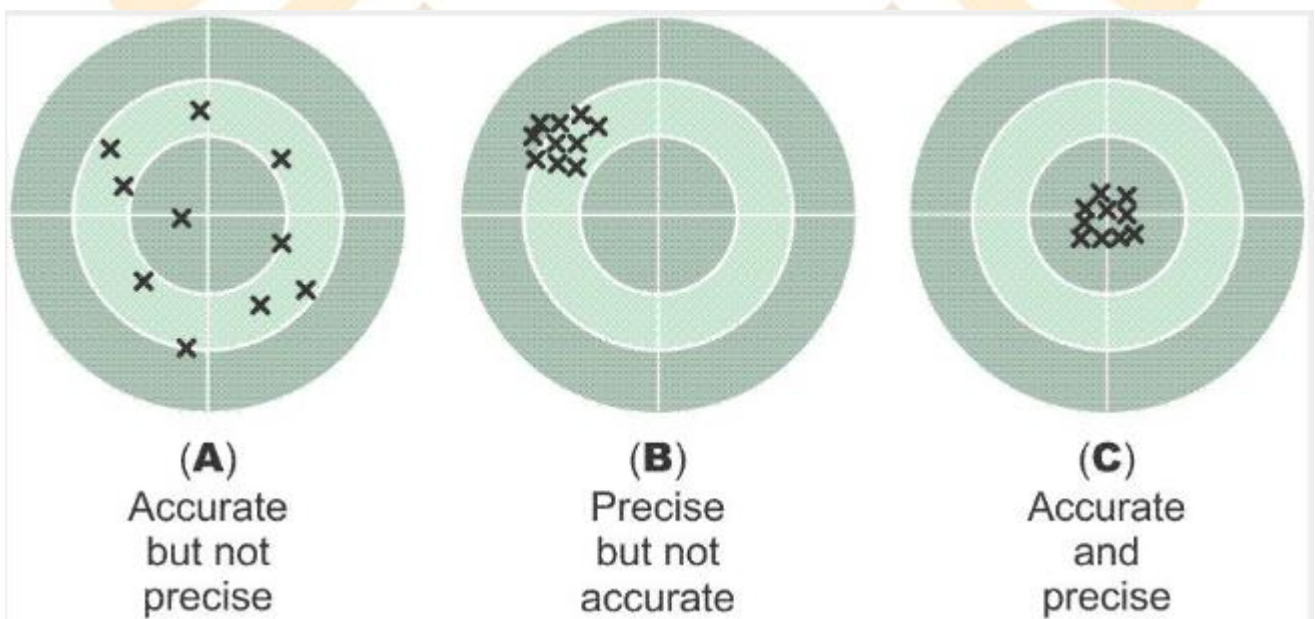 (A)
Accurate
but not
precise
(B)
Precise
but not
accurate
(C)
Accurate
and
precise